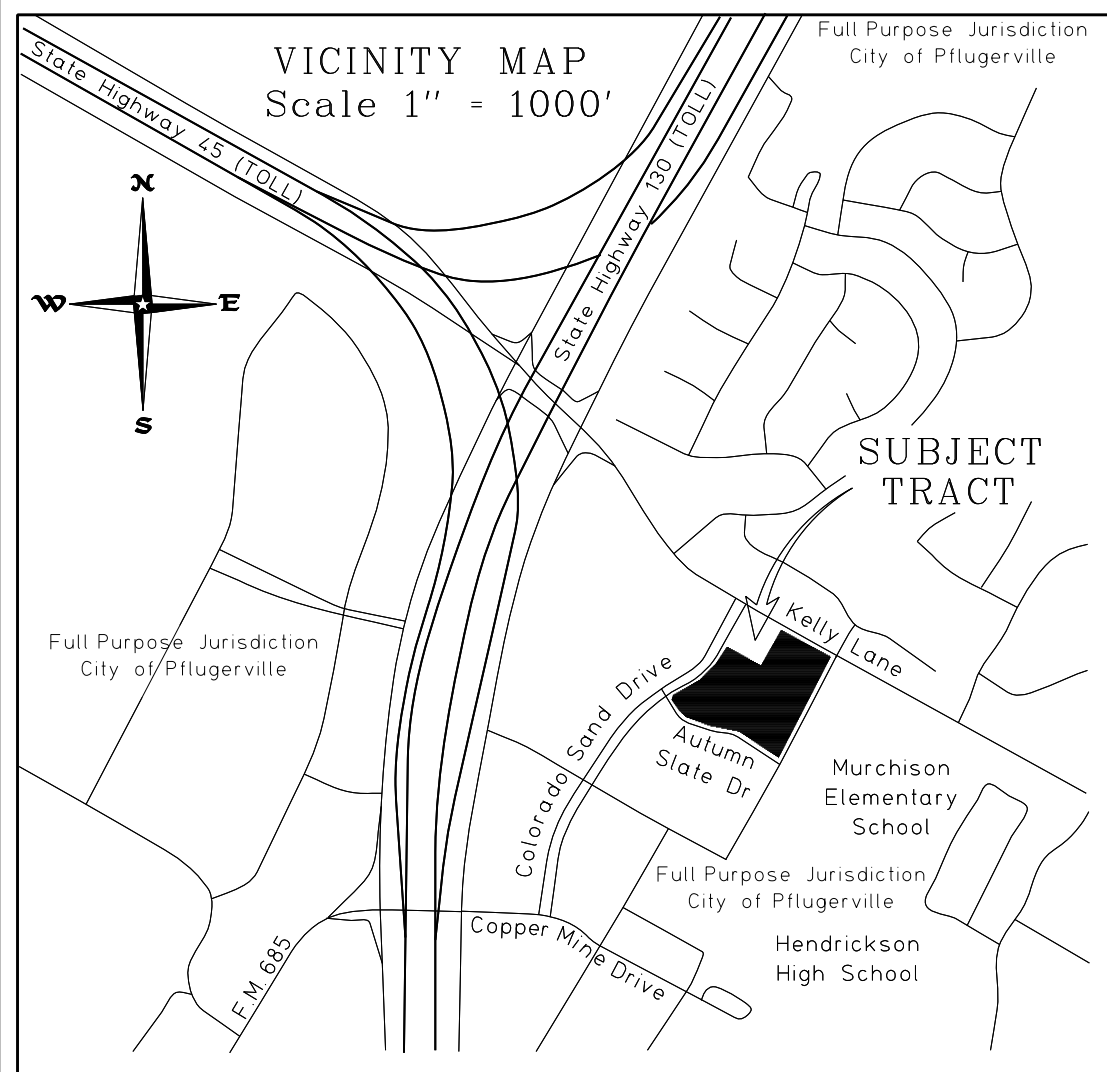 Full Purpose Jurisdiction
City of Pflugerville
VICINITY MAP
Scale 1" = 1000'
State Highway 45 (TOLL)
State Highway 130 (TOLL)
N
W
E
S
SUBJECT
TRACT
Kelly Lane
Full Purpose Jurisdiction
City of Pflugerville
Colorado Sand Drive
Autumn
Slate Dr
Murchison
Elementary
School
Full Purpose Jurisdiction
City of Pflugerville
Copper Mine Drive
Hendrickson
High School
F.M. 685